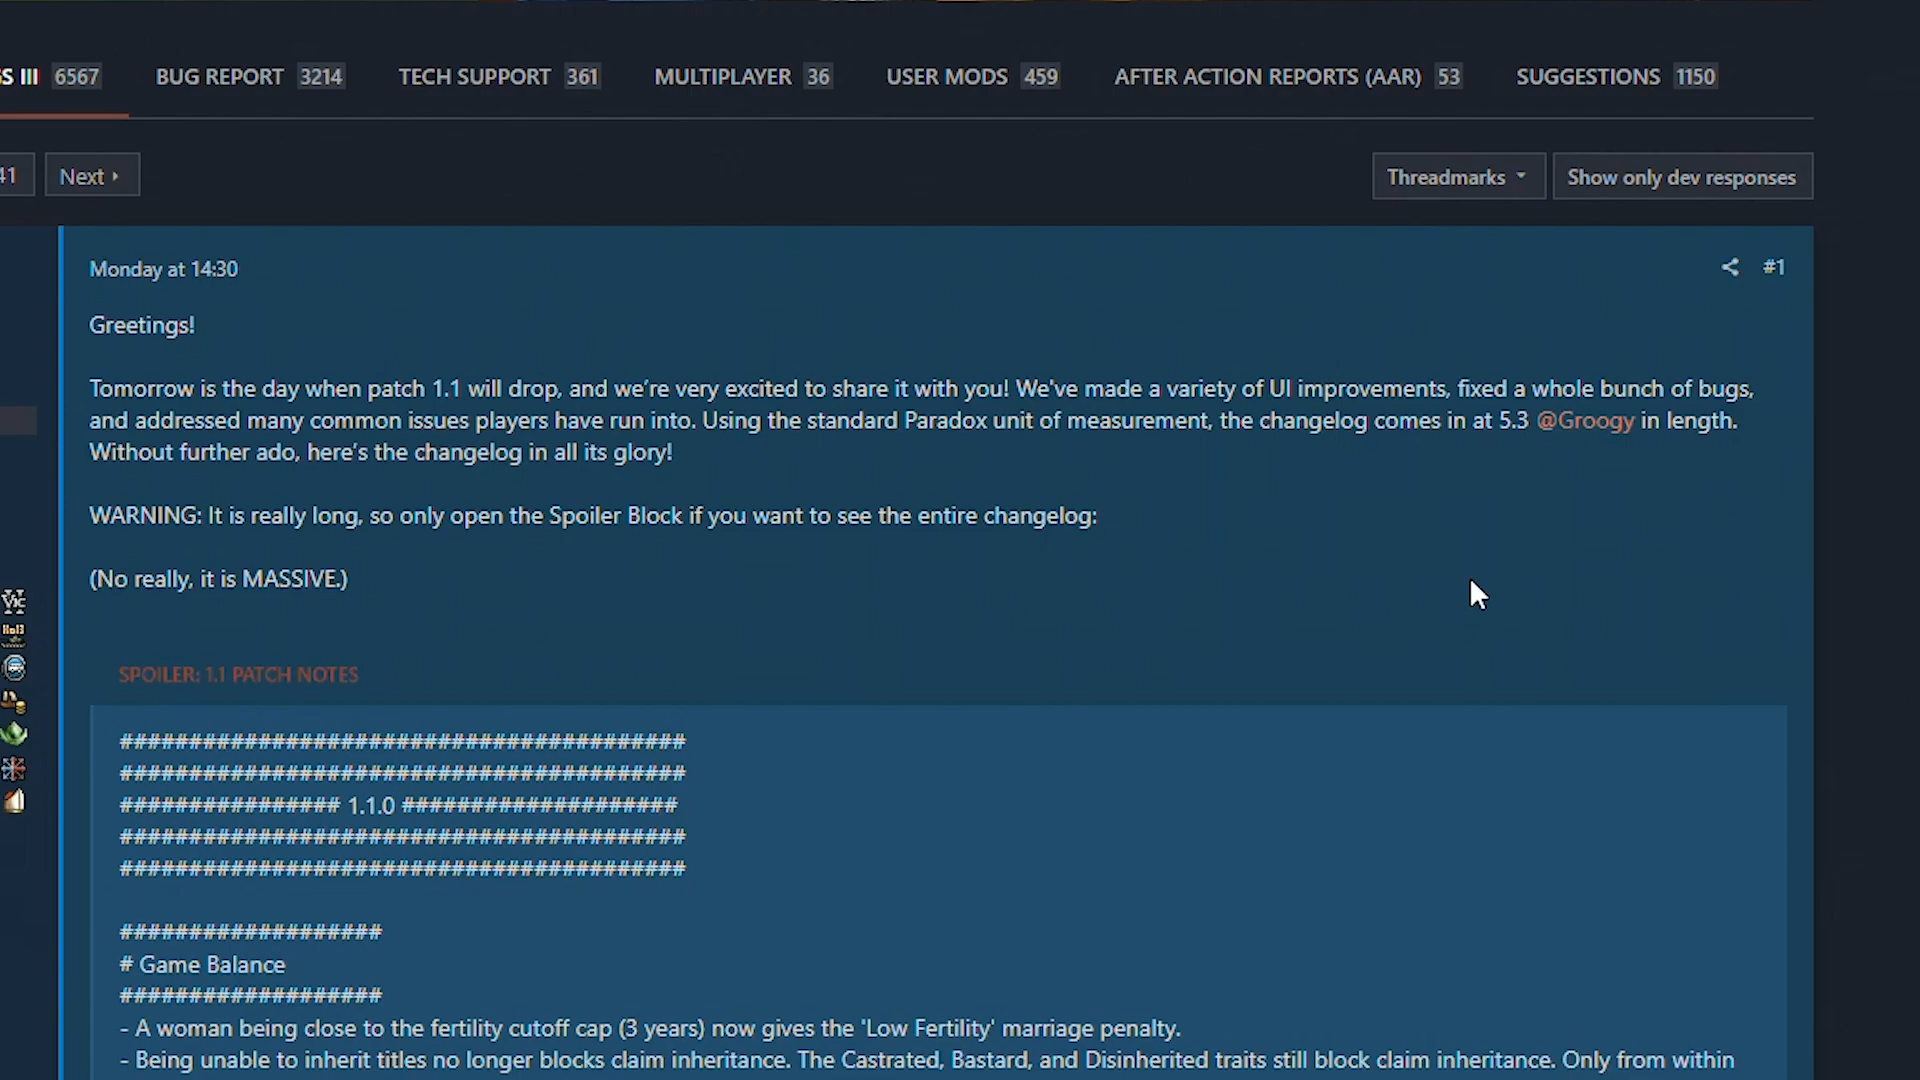 GS III 6567 BUG REPORT 3214 TECH SUPPORT 361 MULTIPLAYER 36 USER MODS 459 AFTER ACTION REPORTS (AAR) 53 SUGGESTIONS 1150
41 Next Threadmarks Show only dev responses
Monday at 14:30 #1
Greetings!
Tomorrow is the day when patch 1.1 will drop, and we're very excited to share it with you! We've made a variety of UI improvements, fixed a whole bunch of bugs,
and addressed many common issues players have run into. Using the standard Paradox unit of measurement, the changelog comes in at 5.3 @Groogy in length.
Without further ado, here's the changelog in all its glory!
WARNING: It is really long, so only open the Spoiler Block if you want to see the entire changelog:
(No really, it is MASSIVE.)
SPOILER: 1.1 PATCH NOTES
#########################################
#########################################
################ 1.1.0 ####################
#########################################
#########################################
###################
# Game Balance
###################
- A woman being close to the fertility cutoff cap (3 years) now gives the 'Low Fertility' marriage penalty.
- Being unable to inherit titles no longer blocks claim inheritance. The Castrated, Bastard, and Disinherited traits still block claim inheritance. Only from within